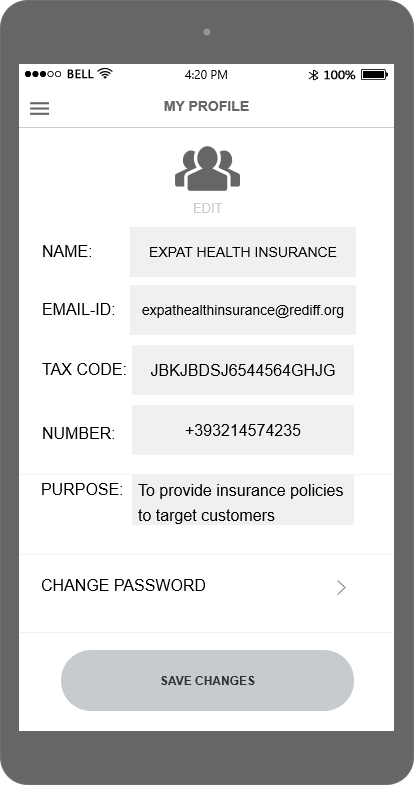 BELL 4:20 PM 100%
MY PROFILE
EDIT
NAME: EXPAT HEALTH INSURANCE
EMAIL-ID: expathealthinsurance@rediff.org
TAX CODE: JBKJBDSJ6544564GHJG
NUMBER: +393214574235
PURPOSE: To provide insurance policies
to target customers
CHANGE PASSWORD
SAVE CHANGES